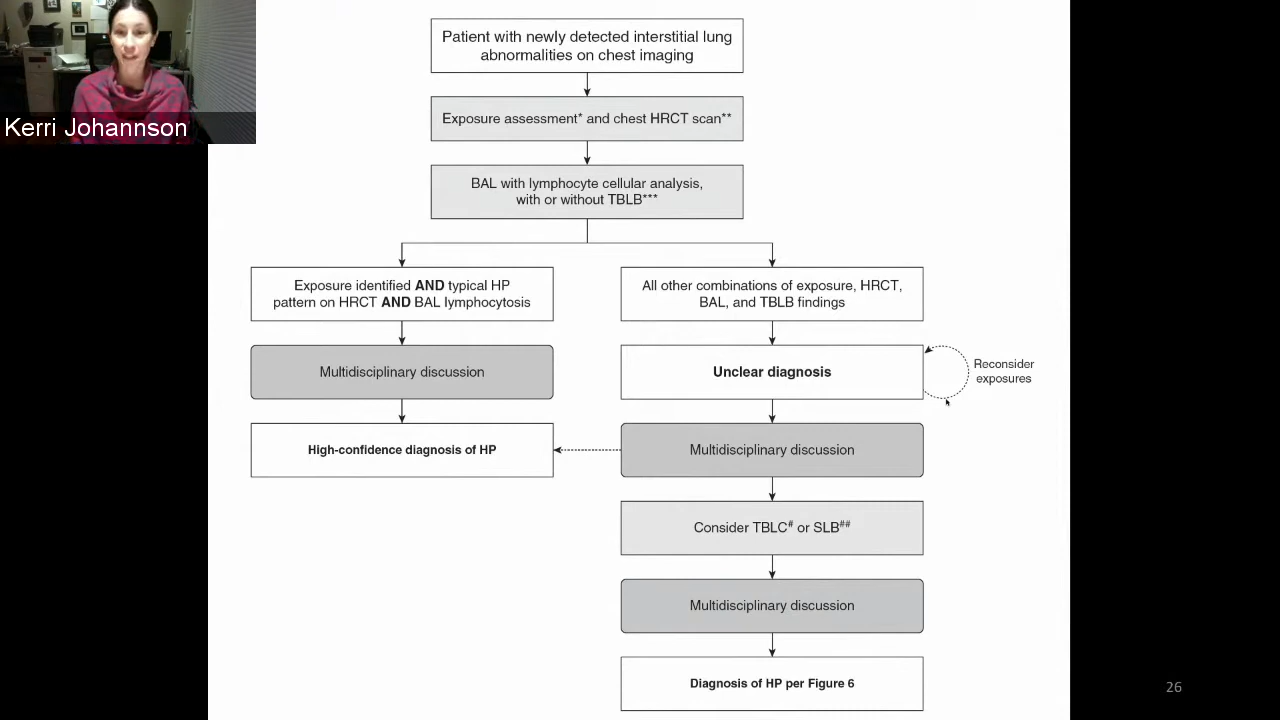 Kerri Johannson
Patient with newly detected interstitial lung
abnormalities on chest imaging
Exposure assessment* and chest HRCT scan**
BAL with lymphocyte cellular analysis,
with or without TBLB***
Exposure identified AND typical HP
pattern on HRCT AND BAL lymphocytosis
All other combinations of exposure, HRCT,
BAL, and TBLB findings
Multidisciplinary discussion
Unclear diagnosis
Reconsider
exposures
High-confidence diagnosis of HP
Multidisciplinary discussion
Consider TBLC# or SLB##
Multidisciplinary discussion
Diagnosis of HP per Figure 6
26